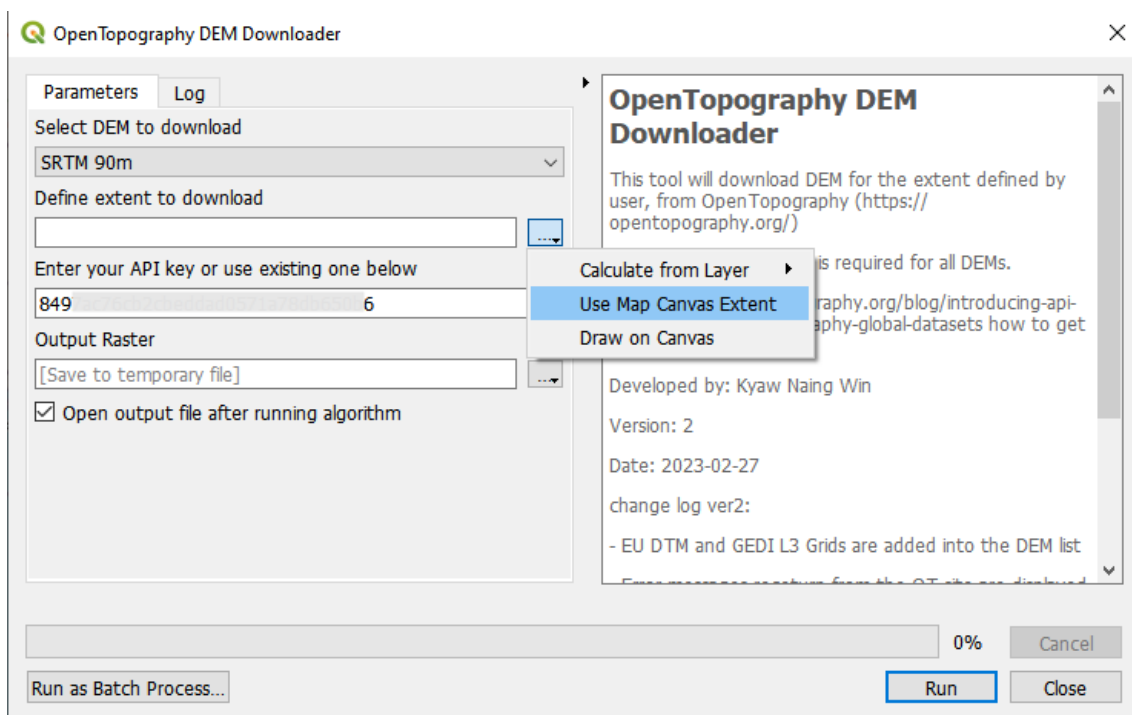 OpenTopography DEM Downloader
Parameters
Log
Select DEM to download
SRTM 90m
Define extent to download
...
Enter your API key or use existing one below
849 6
Output Raster
[Save to temporary file]
...
Open output file after running algorithm
Calculate from Layer
Use Map Canvas Extent
Draw on Canvas
OpenTopography DEM
Downloader
This tool will download DEM for the extent defined by
user, from OpenTopography (https://
opentopography.org/)
is required for all DEMs.
raphy.org/blog/introducing-api-
aphy-global-datasets how to get
Developed by: Kyaw Naing Win
Version: 2
Date: 2023-02-27
change log ver2:
- EU DTM and GEDI L3 Grids are added into the DEM list
0%
Cancel
Run as Batch Process...
Run
Close